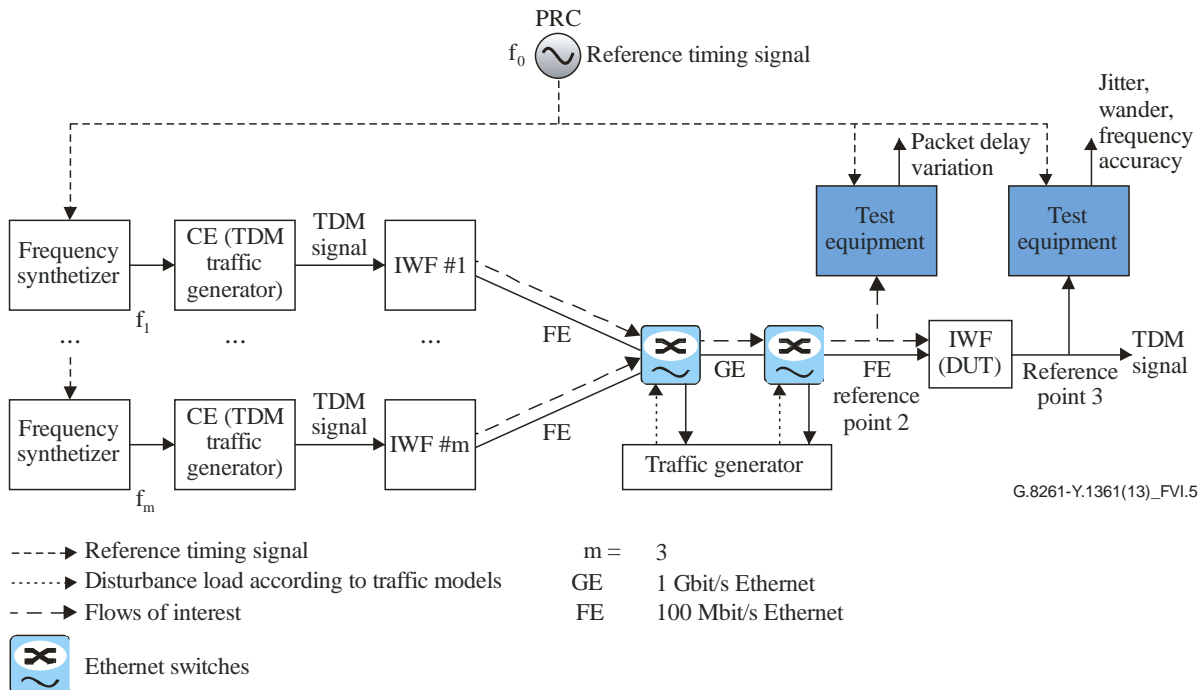 PRC
f0
Reference timing signal
Jitter,
wander,
frequency
accuracy
Packet delay
variation
Test
equipment
Test
equipment
Frequency
synthetizer
f1
CE (TDM
traffic
generator)
TDM
signal
IWF #1
FE
...
...
...
Frequency
synthetizer
fm
CE (TDM
traffic
generator)
TDM
signal
IWF #m
FE
GE
FE
reference
point 2
IWF
(DUT)
Reference
point 3
TDM
signal
Traffic generator
G.8261-Y.1361(13)_FVI.5
Reference timing signal
Disturbance load according to traffic models
Flows of interest
Ethernet switches
m = 3
GE 1 Gbit/s Ethernet
FE 100 Mbit/s Ethernet